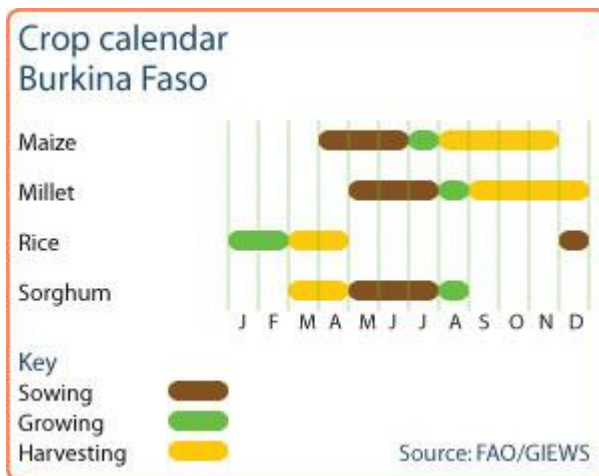 Crop calendar
Burkina Faso
Maize
Millet
Rice
Sorghum
J F M A M J J A S O N D
Key
Sowing
Growing
Harvesting
Source: FAO/GIEWS